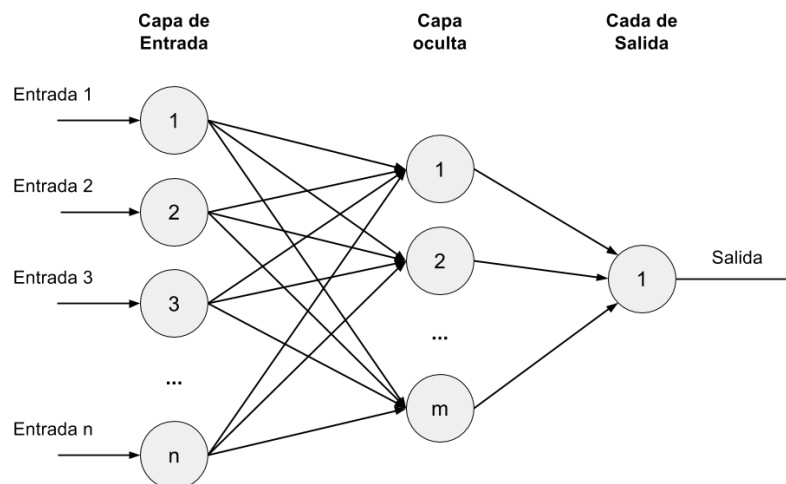 Capa de
Entrada
Capa
oculta
Cada de
Salida
Entrada 1
1
Entrada 2
2
Entrada 3
3
...
Entrada n
n
1
2
...
m
1
Salida